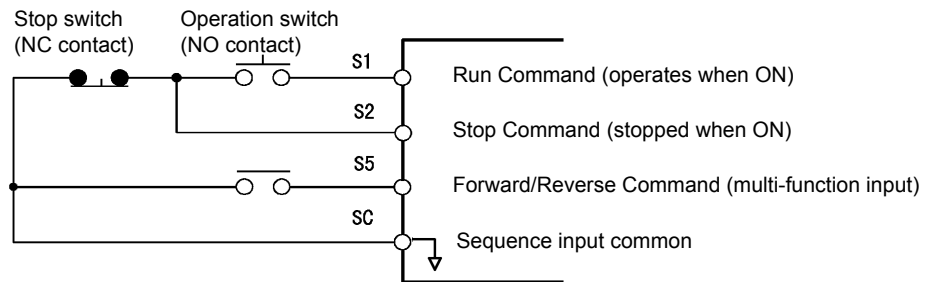 Stop switch
(NC contact)
Operation switch
(NO contact)
S1
Run Command (operates when ON)
S2
Stop Command (stopped when ON)
S5
Forward/Reverse Command (multi-function input)
SC
Sequence input common